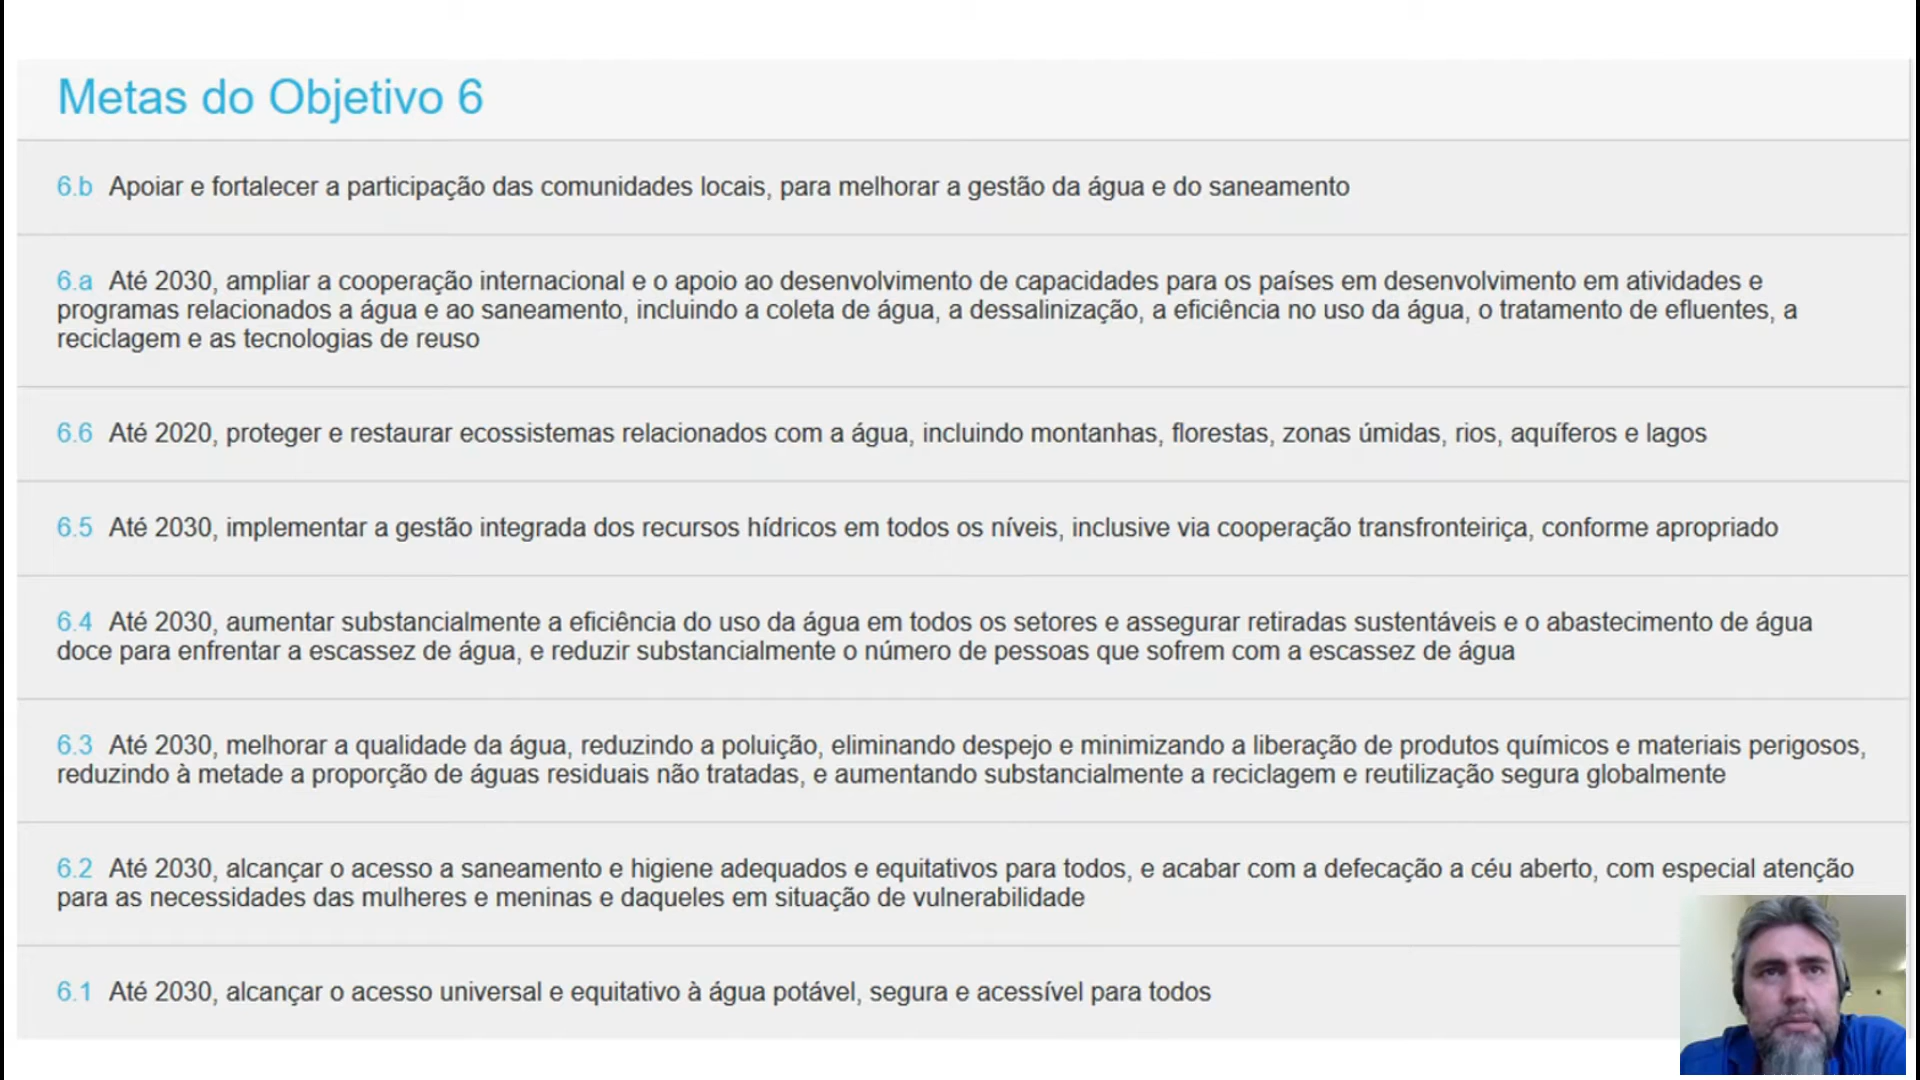 Metas do Objetivo 6
6.b Apoiar e fortalecer a participação das comunidades locais, para melhorar a gestão da água e do saneamento
6.a Até 2030, ampliar a cooperação internacional e o apoio ao desenvolvimento de capacidades para os países em desenvolvimento em atividades e
programas relacionados a água e ao saneamento, incluindo a coleta de água, a dessalinização, a eficiência no uso da água, o tratamento de efluentes, a
reciclagem e as tecnologias de reuso
6.6 Até 2020, proteger e restaurar ecossistemas relacionados com a água, incluindo montanhas, florestas, zonas úmidas, rios, aquíferos e lagos
6.5 Até 2030, implementar a gestão integrada dos recursos hídricos em todos os níveis, inclusive via cooperação transfronteiriça, conforme apropriado
6.4 Até 2030, aumentar substancialmente a eficiência do uso da água em todos os setores e assegurar retiradas sustentáveis e o abastecimento de água
doce para enfrentar a escassez de água, e reduzir substancialmente o número de pessoas que sofrem com a escassez de água
6.3 Até 2030, melhorar a qualidade da água, reduzindo a poluição, eliminando despejo e minimizando a liberação de produtos químicos e materiais perigosos,
reduzindo à metade a proporção de águas residuais não tratadas, e aumentando substancialmente a reciclagem e reutilização segura globalmente
6.2 Até 2030, alcançar o acesso a saneamento e higiene adequados e equitativos para todos, e acabar com a defecação a céu aberto, com especial atenção
para as necessidades das mulheres e meninas e daqueles em situação de vulnerabilidade
6.1 Até 2030, alcançar o acesso universal e equitativo à água potável, segura e acessível para todos